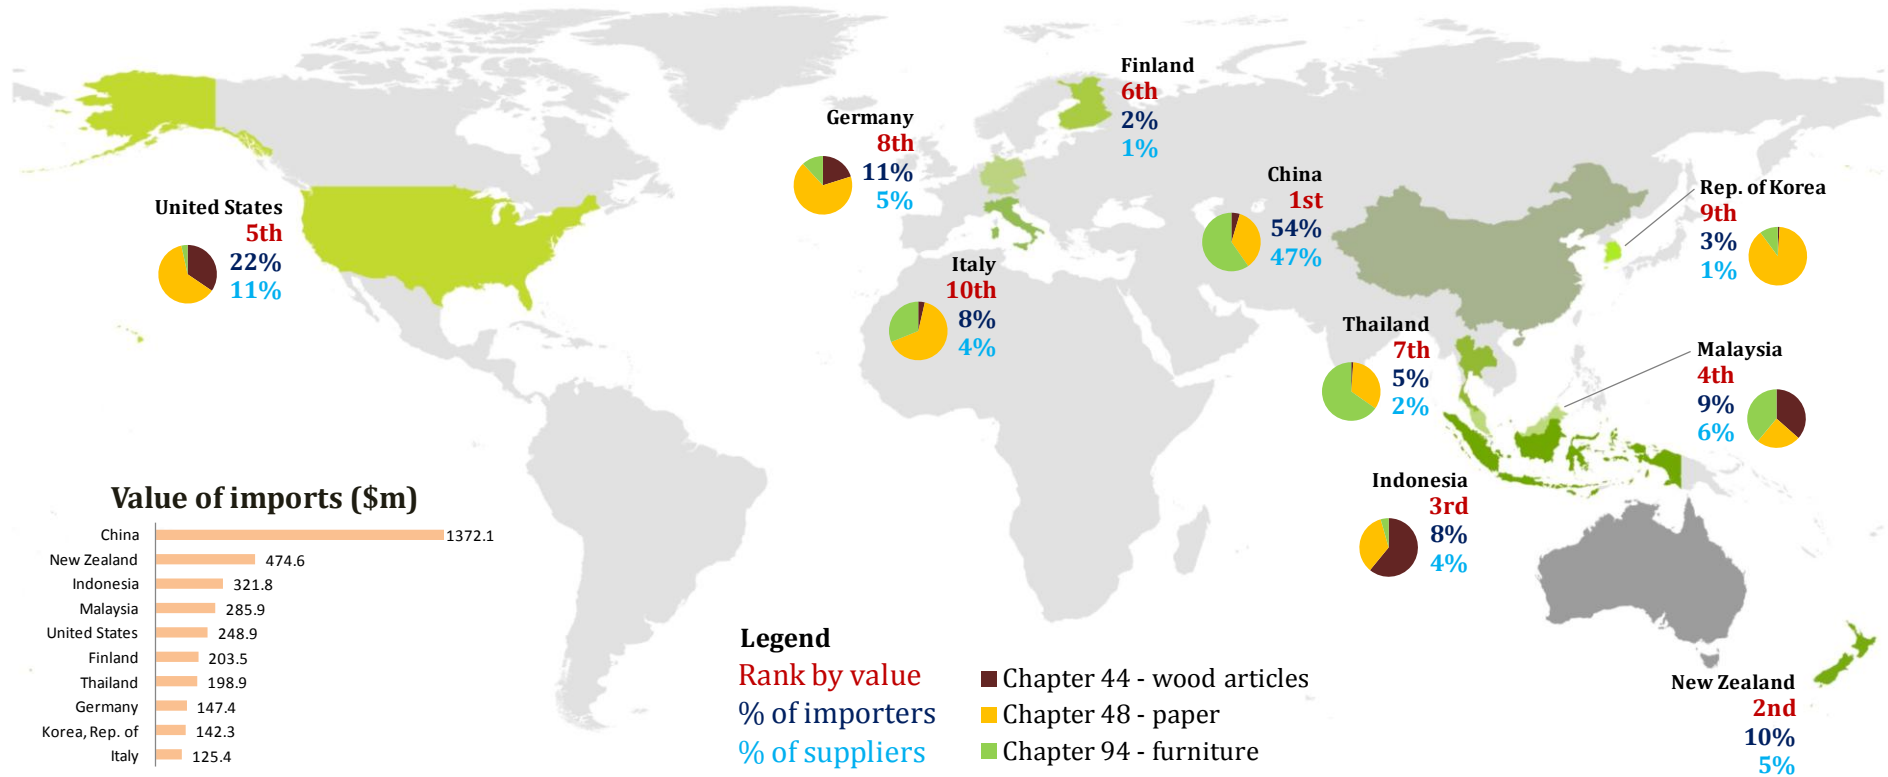 Finland
6th
2%
1%
Germany
8th
11%
5%
China
1st
54%
47%
Rep. of Korea
9th
3%
1%
United States
5th
22%
11%
Italy
10th
8%
4%
Thailand
7th
5%
2%
Malaysia
4th
9%
6%
Indonesia
3rd
8%
4%
New Zealand
2nd
10%
5%
Value of imports ($m)
China 1372.1
New Zealand 474.6
Indonesia 321.8
Malaysia 285.9
United States 248.9
Finland 203.5
Thailand 198.9
Germany 147.4
Korea, Rep. of 142.3
Italy 125.4
Legend
Rank by value
% of importers
% of suppliers
Chapter 44 - wood articles
Chapter 48 - paper
Chapter 94 - furniture